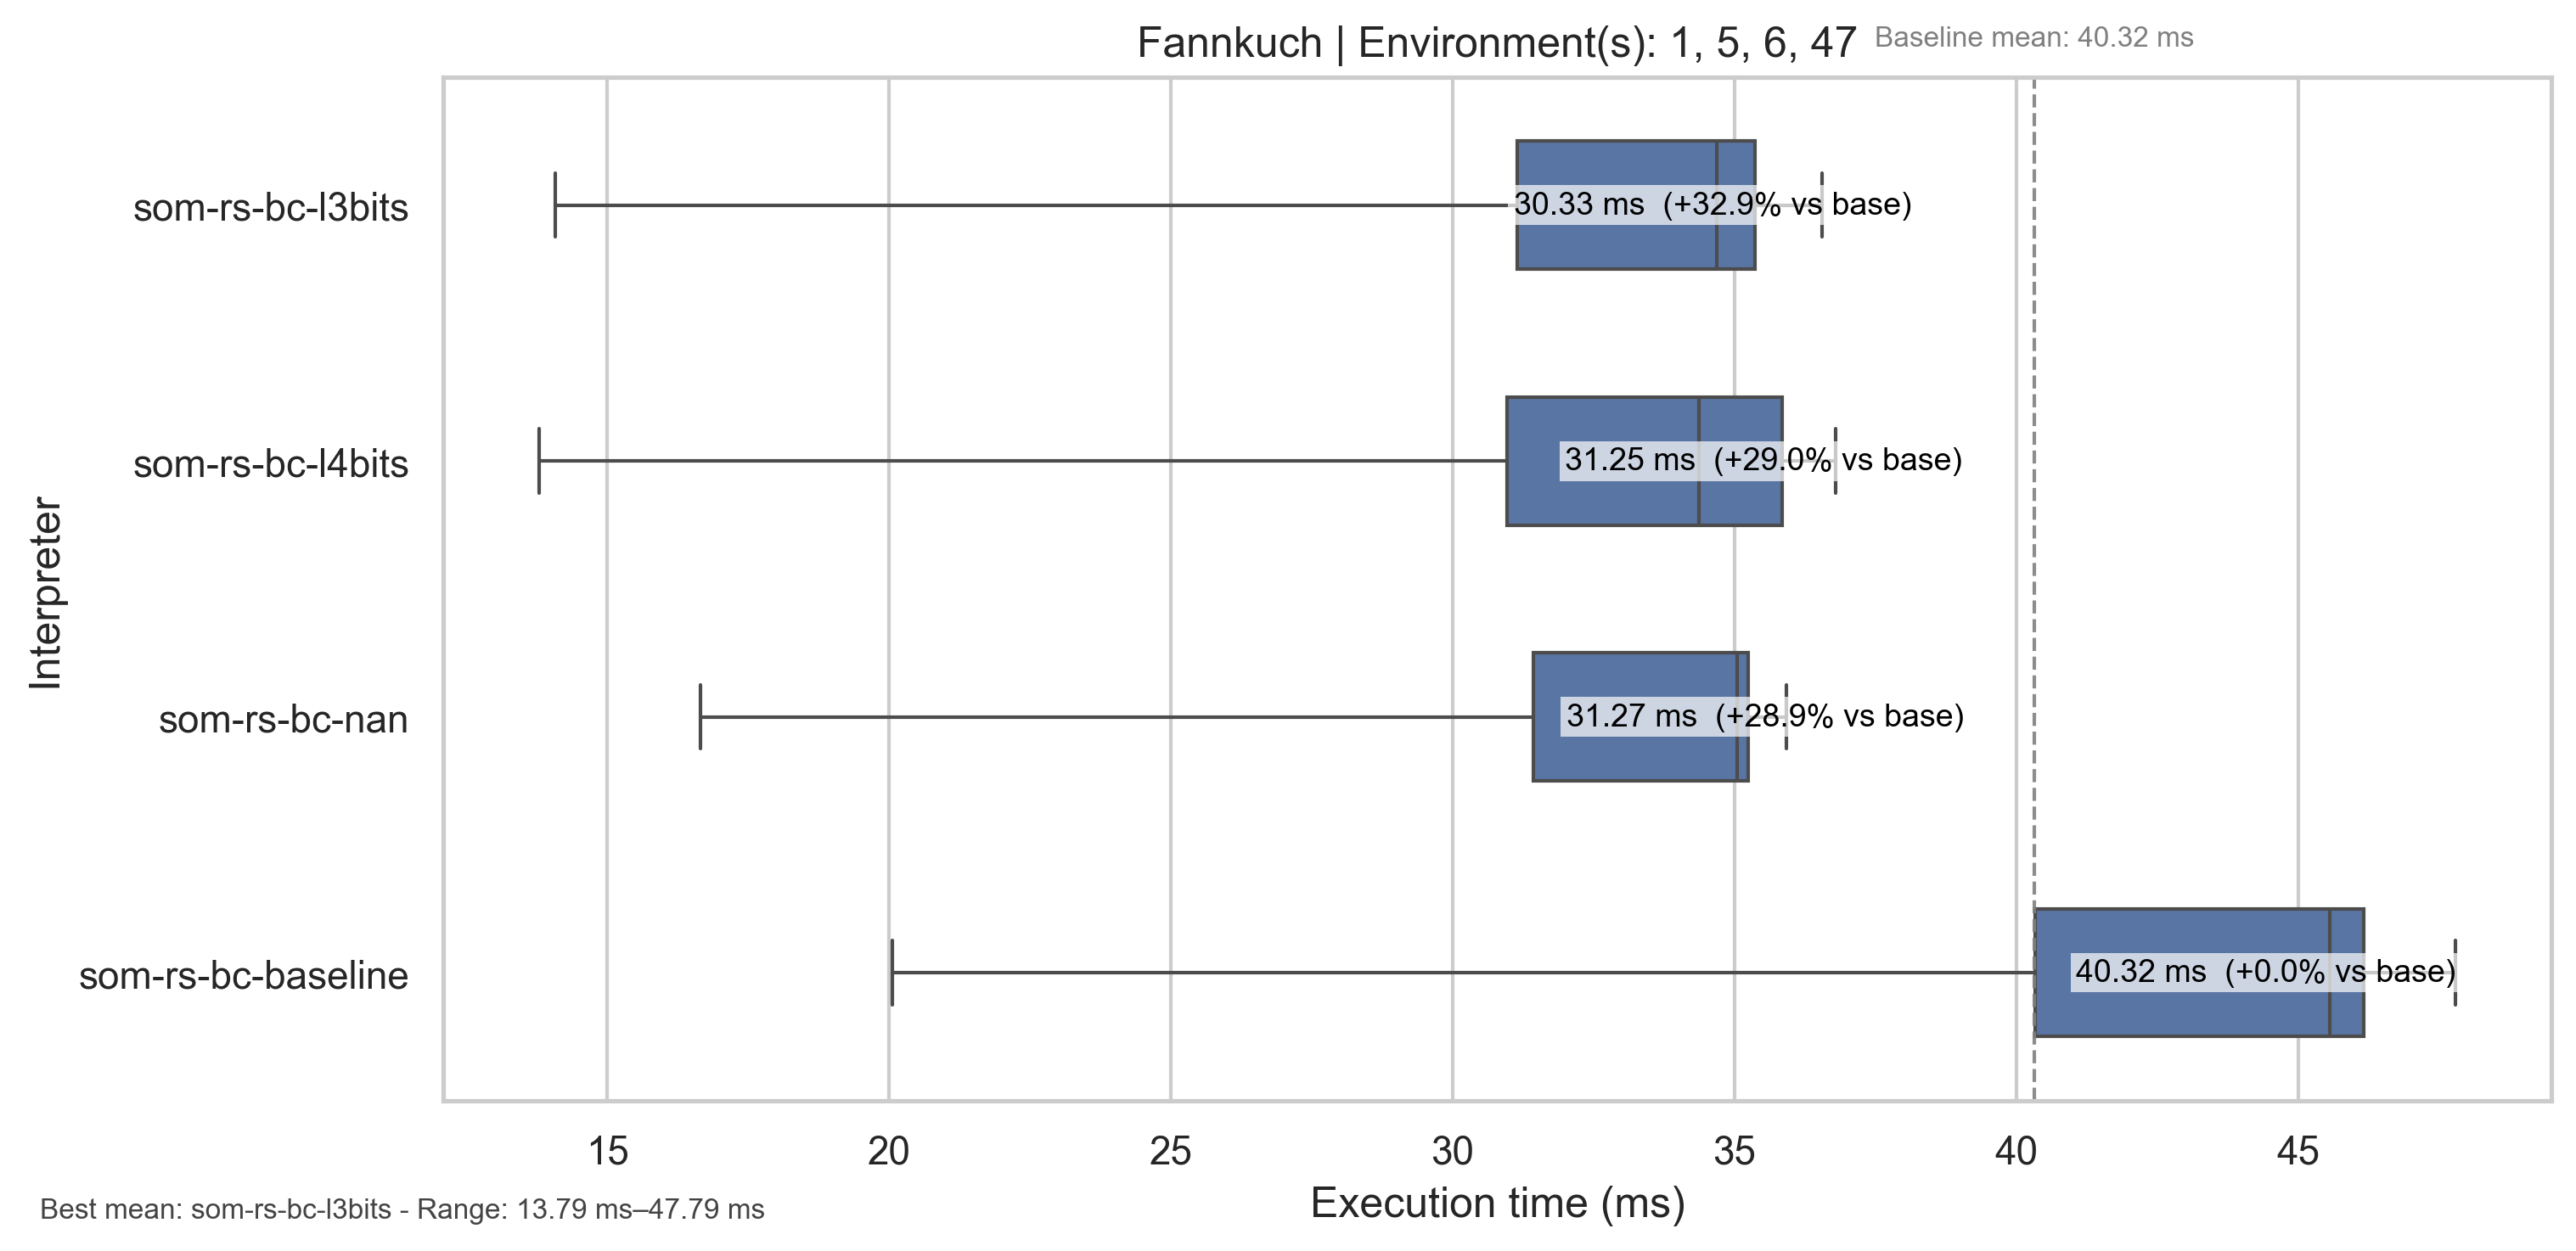 Fannkuch | Environment(s): 1, 5, 6, 47
Baseline mean: 40.32 ms
Interpreter
som-rs-bc-l3bits
30.33 ms (+32.9% vs base)
som-rs-bc-l4bits
31.25 ms (+29.0% vs base)
som-rs-bc-nan
31.27 ms (+28.9% vs base)
som-rs-bc-baseline
40.32 ms (+0.0% vs base)
15 20 25 30 35 40 45
Execution time (ms)
Best mean: som-rs-bc-l3bits - Range: 13.79 ms–47.79 ms